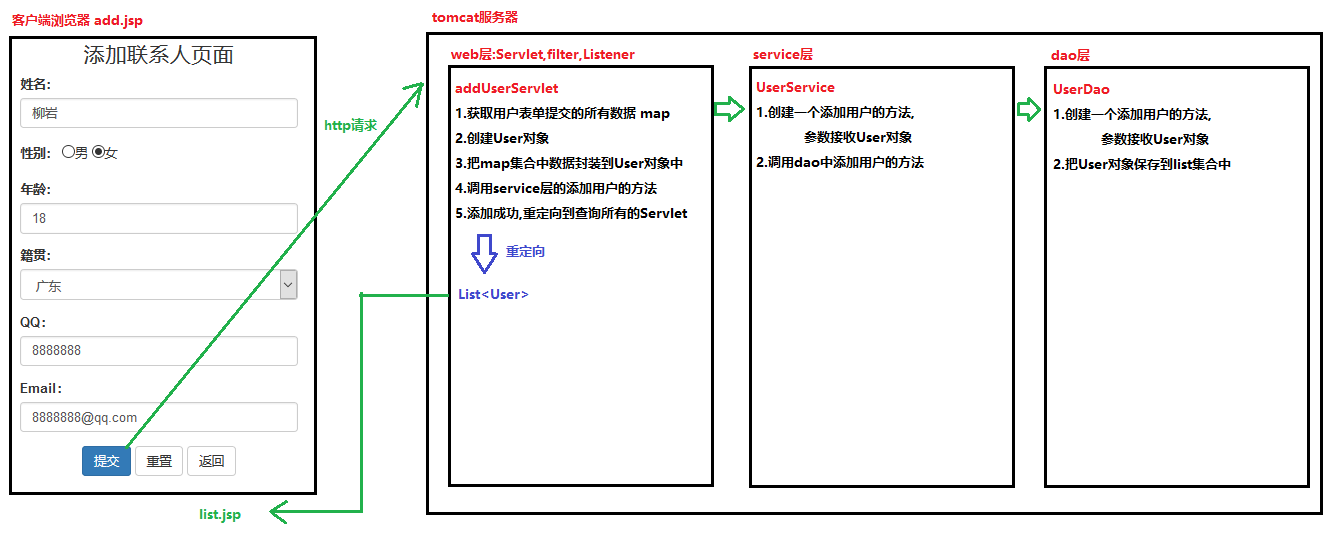 客户端浏览器 add.jsp
添加联系人页面
姓名:
柳岩
性别: 男 女
年龄:
18
籍贯:
广东
QQ:
8888888
Email:
8888888@qq.com
提交 重置 返回
http请求
list.jsp
tomcat服务器
web层:Servlet,filter,Listener
addUserServlet
1.获取用户表单提交的所有数据 map
2.创建User对象
3.把map集合中数据封装到User对象中
4.调用service层的添加用户的方法
5.添加成功,重定向到查询所有的Servlet
重定向
List<User>
service层
UserService
1.创建一个添加用户的方法,
参数接收User对象
2.调用dao中添加用户的方法
dao层
UserDao
1.创建一个添加用户的方法,
参数接收User对象
2.把User对象保存到list集合中